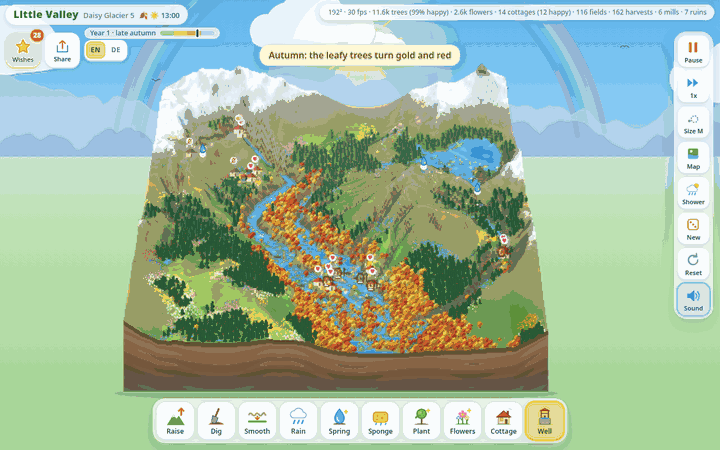 Little Valley Daisy Glacier 5 13:00
192² · 30 fps · 11.6k trees (99% happy) · 2.6k flowers · 14 cottages (12 happy) · 116 fields · 162 harvests · 6 mills · 7 ruins
Year 1 · late autumn
28
Wishes
Share
EN DE
Autumn: the leafy trees turn gold and red
Pause
1x
Size M
Map
Shower
New
Reset
Sound
Raise Dig Smooth Rain Spring Sponge Plant Flowers Cottage Well